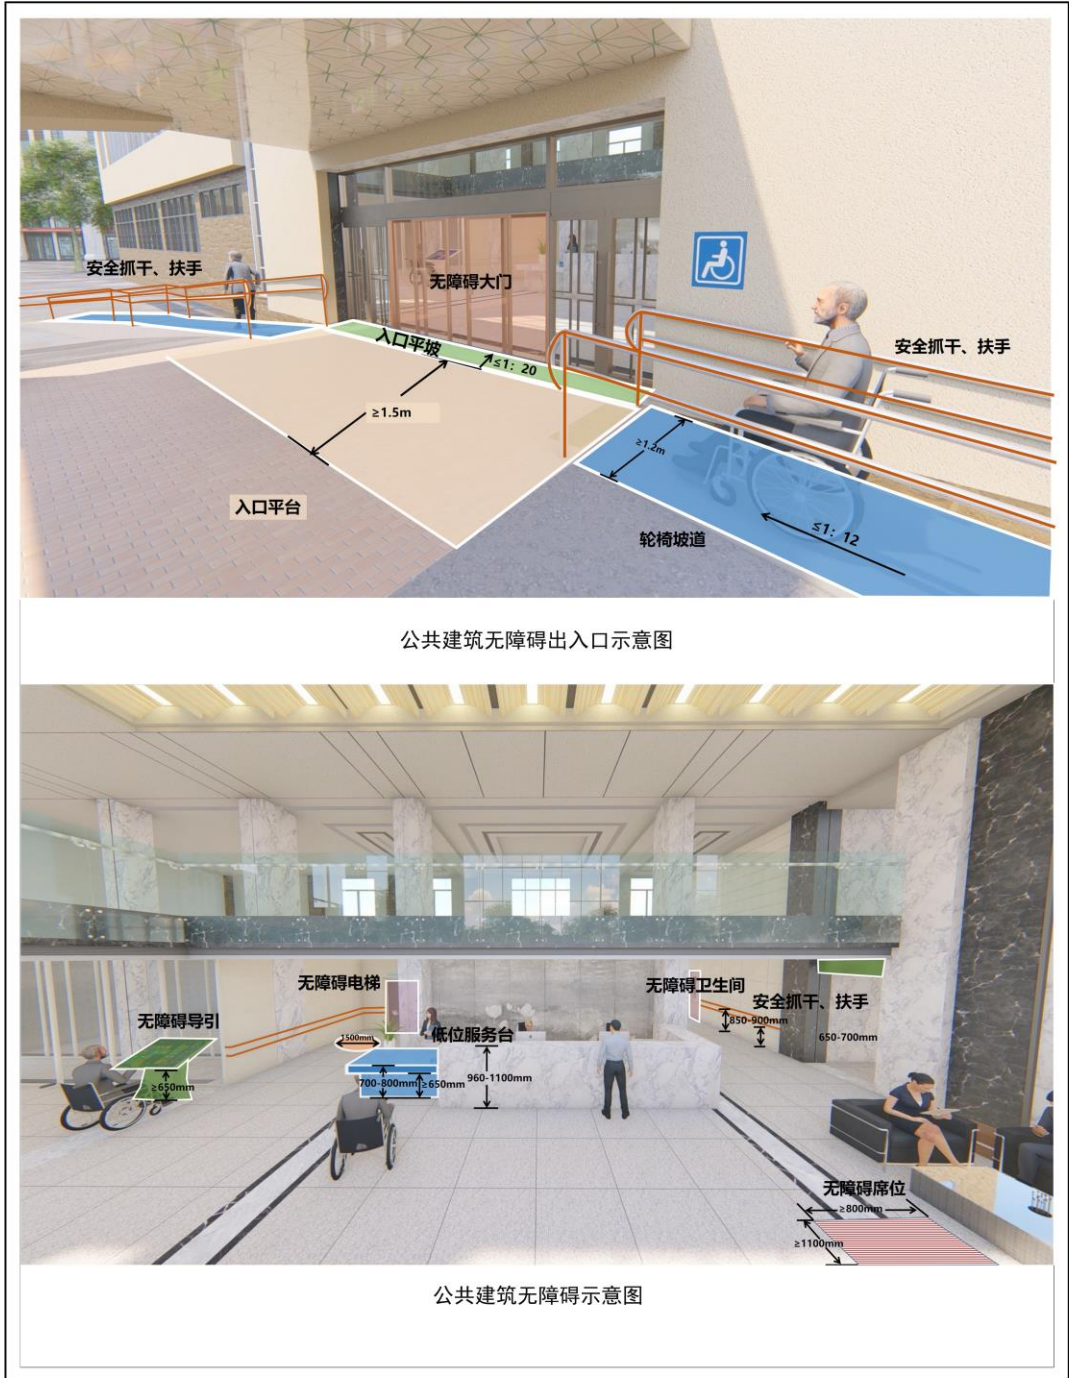 安全抓干、扶手
无障碍大门
入口平坡
≤1：20
安全抓干、扶手
≥1.5m
≥1.2m
入口平台
轮椅坡道
≤1：12
公共建筑无障碍出入口示意图
无障碍电梯
无障碍卫生间
安全抓干、扶手
无障碍导引
850-900mm
650-700mm
1500mm
低位服务台
≥650mm
700-800mm
≥650mm
960-1100mm
无障碍席位
≥800mm
≥1100mm
公共建筑无障碍示意图